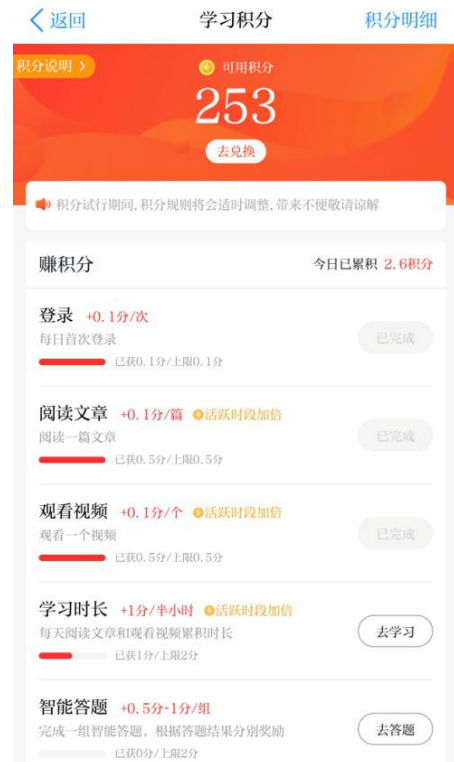 返回 学习积分 积分明细
积分说明
可用积分
253
去兑换
积分试行期间, 积分规则将会适时调整, 带来不便敬请谅解
赚积分 今日已累积 2.6积分
登录 +0.1分/次
每日首次登录 已完成
已获0.1分/上限0.1分
阅读文章 +0.1分/篇 活跃时段加倍
阅读一篇文章 已完成
已获0.5分/上限0.5分
观看视频 +0.1分/个 活跃时段加倍
观看一个视频 已完成
已获0.5分/上限0.5分
学习时长 +1分/半小时 活跃时段加倍
每天阅读文章和观看视频累积时长 去学习
已获1分/上限2分
智能答题 +0.5分~1分/组
完成一组智能答题, 根据答题结果分别奖励 去答题
已获0分/上限2分